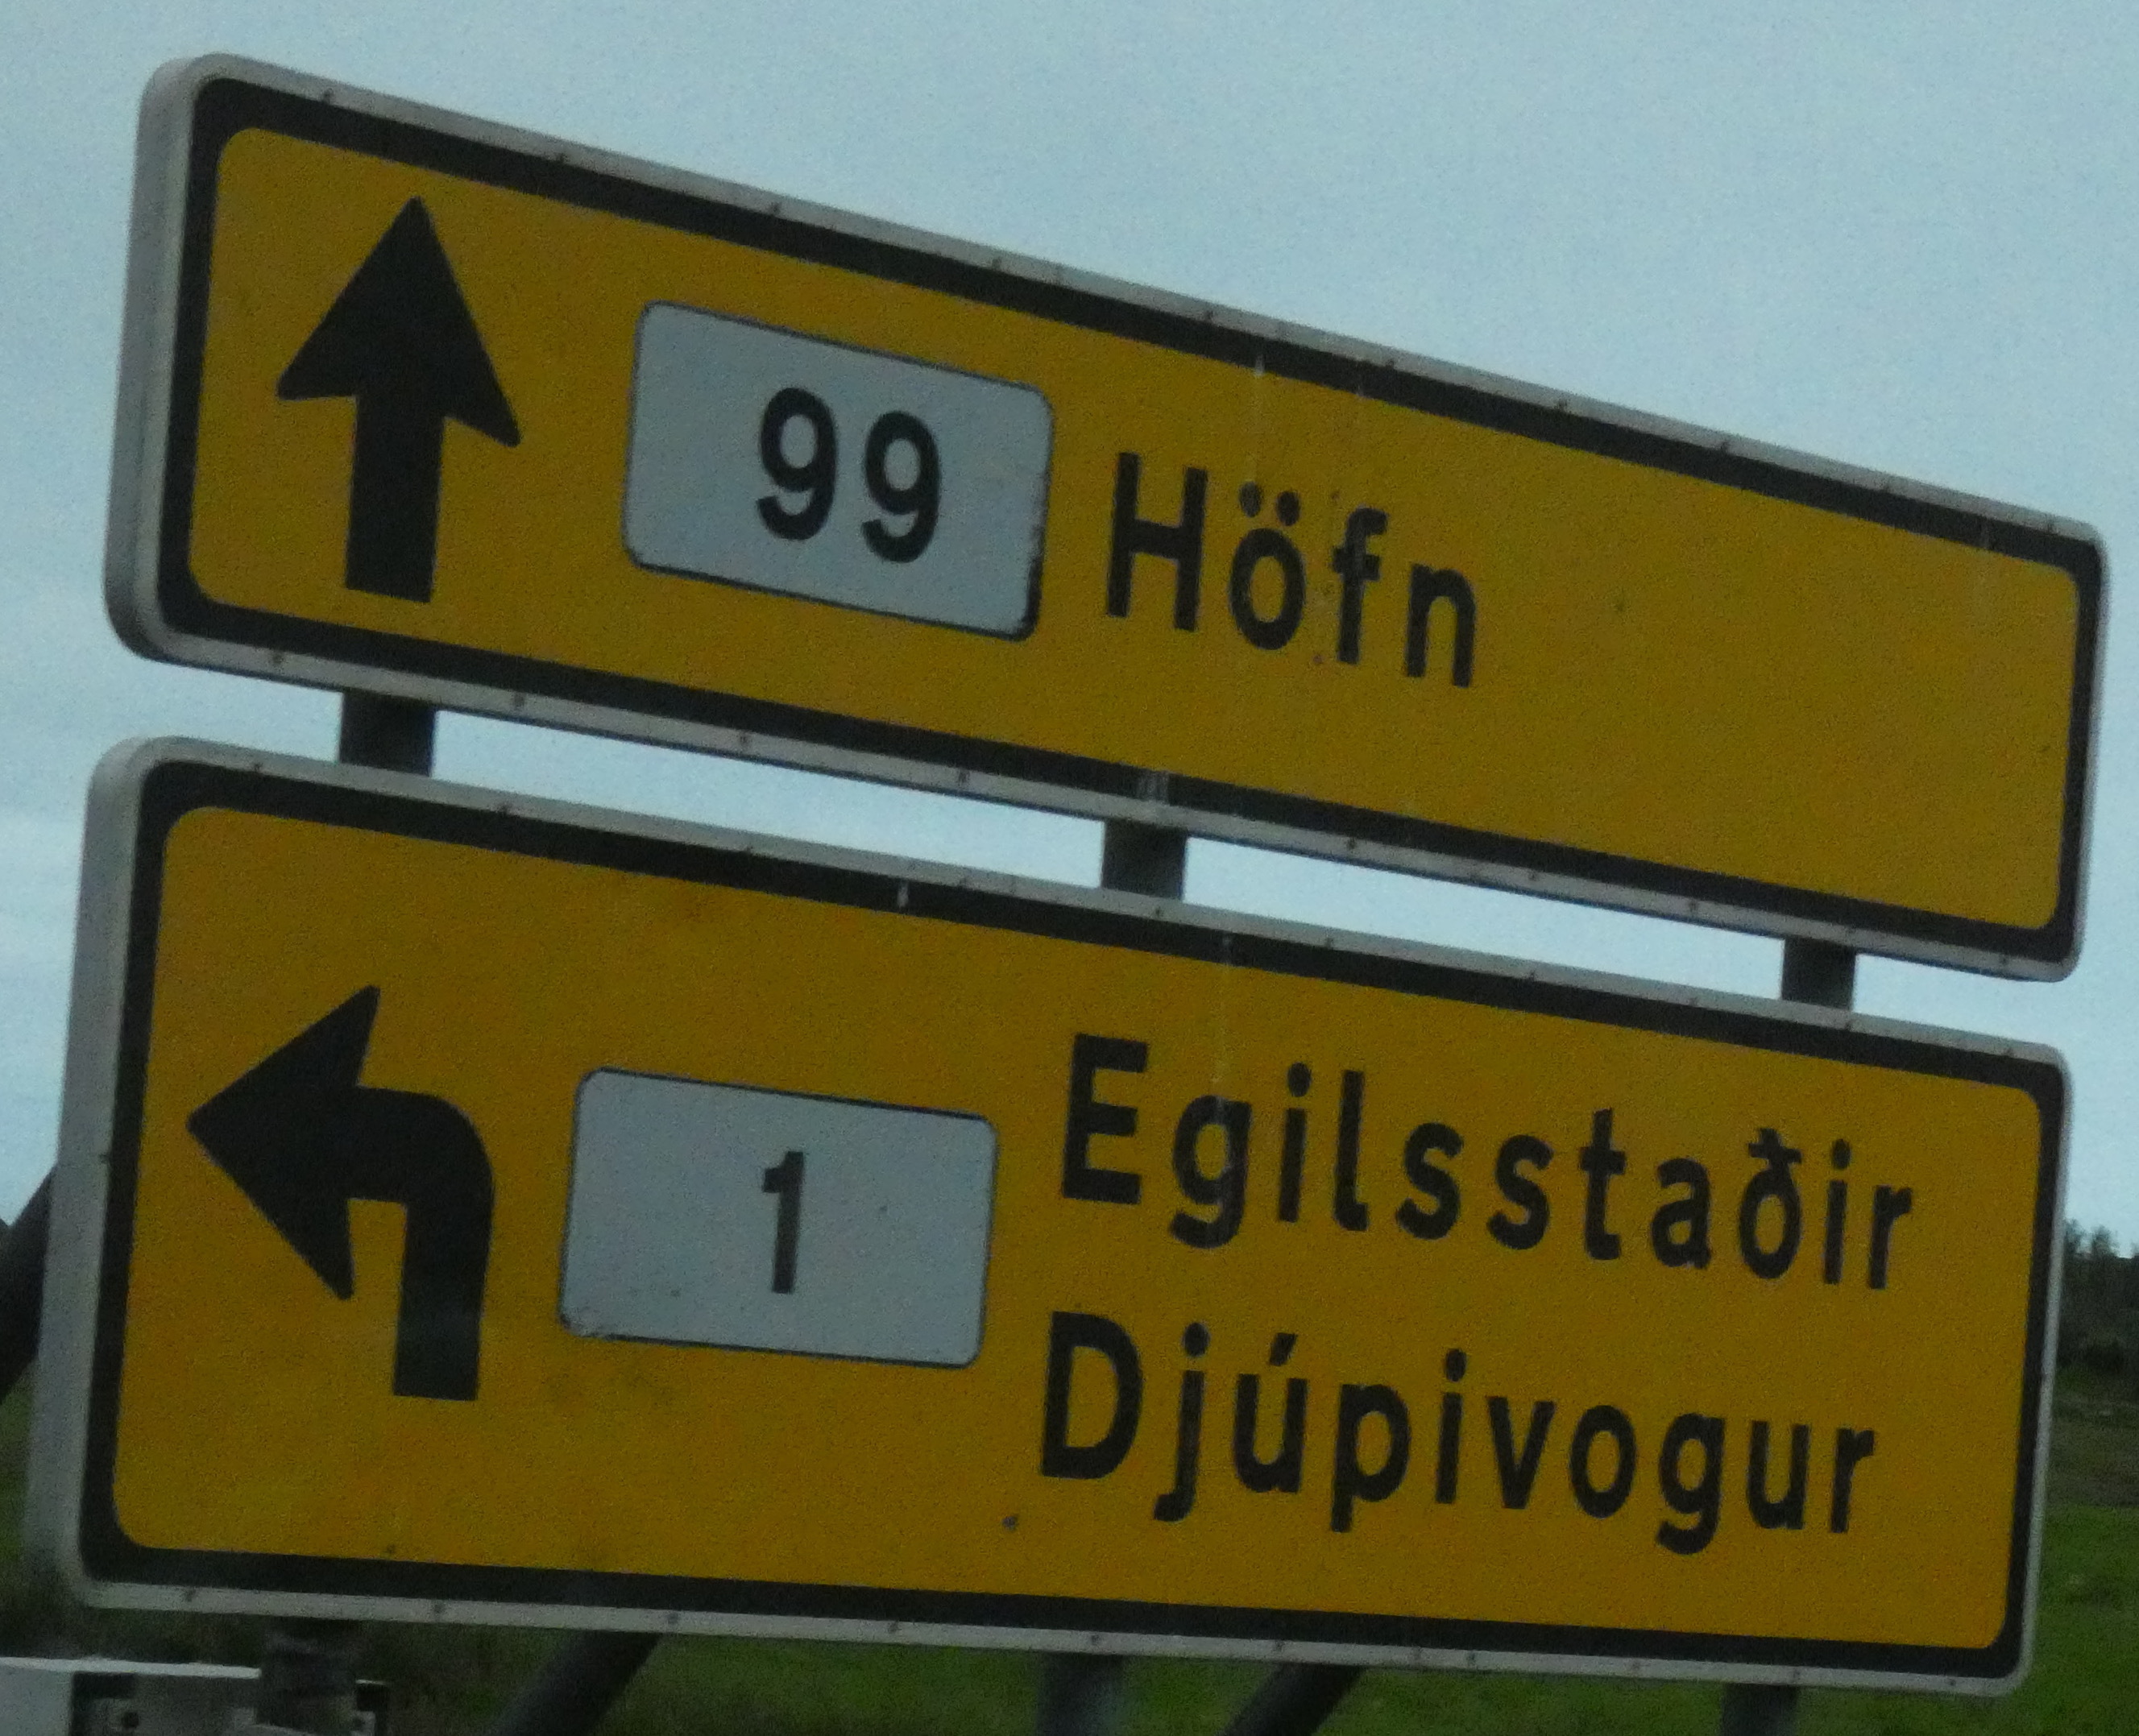 99 Höfn
1 Egilsstaðir
Djúpivogur